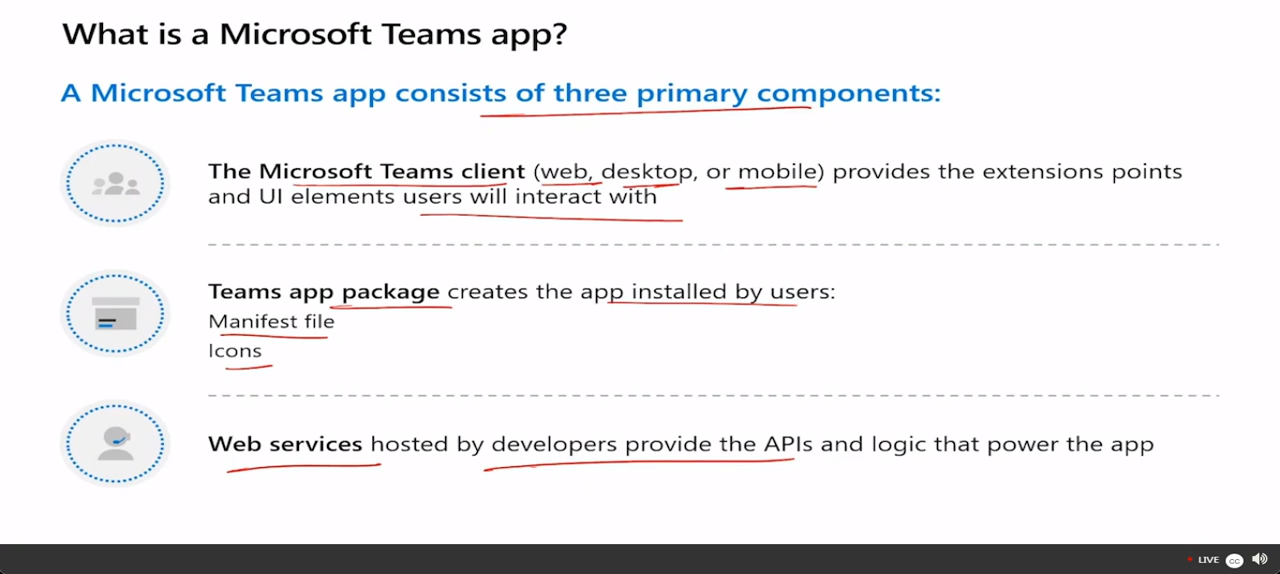 What is a Microsoft Teams app?
A Microsoft Teams app consists of three primary components:
The Microsoft Teams client (web, desktop, or mobile) provides the extensions points
and UI elements users will interact with
Teams app package creates the app installed by users:
Manifest file
Icons
Web services hosted by developers provide the APIs and logic that power the app
LIVE
CC